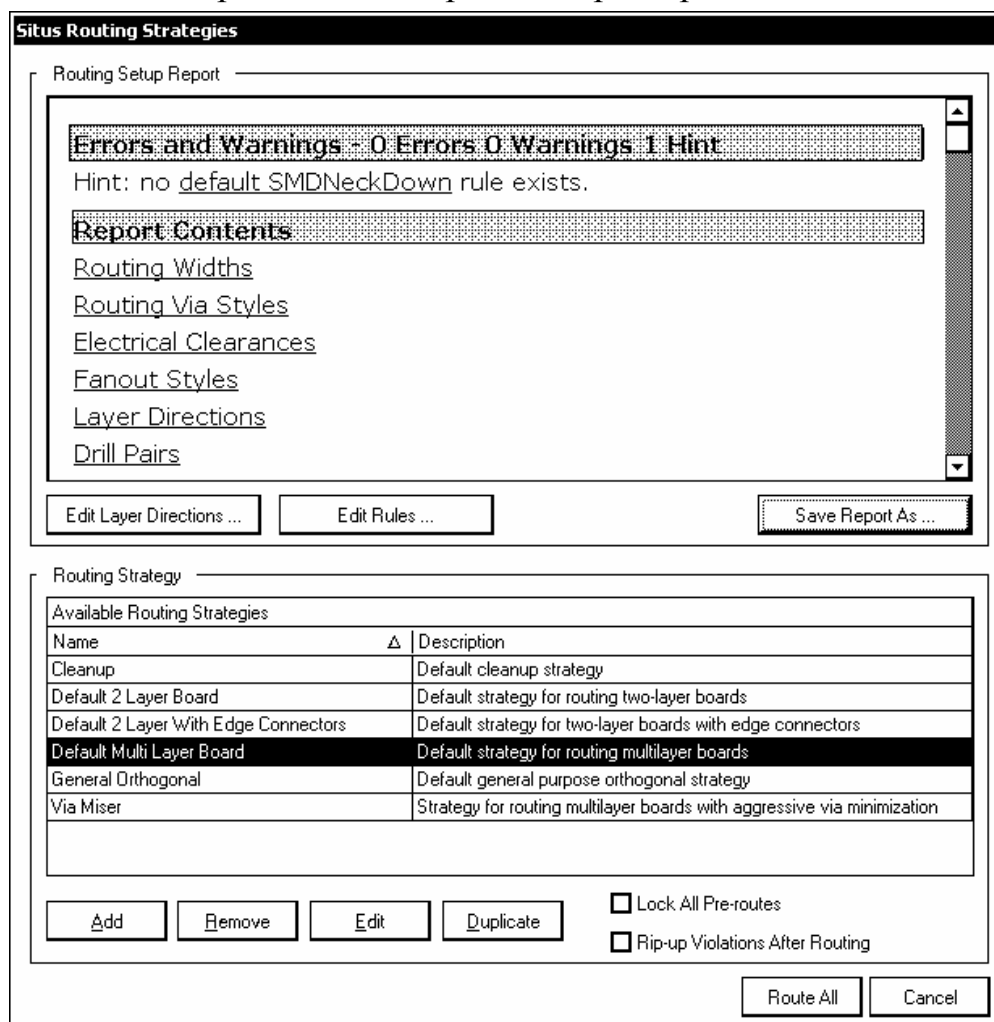 Situs Routing Strategies
Routing Setup Report
Errors and Warnings - 0 Errors 0 Warnings 1 Hint
Hint: no default SMDNeckDown rule exists.
Report Contents
Routing Widths
Routing Via Styles
Electrical Clearances
Fanout Styles
Layer Directions
Drill Pairs
Edit Layer Directions ... Edit Rules ... Save Report As ...
Routing Strategy
Available Routing Strategies
Name Description
Cleanup Default cleanup strategy
Default 2 Layer Board Default strategy for routing two-layer boards
Default 2 Layer With Edge Connectors Default strategy for two-layer boards with edge connectors
Default Multi Layer Board Default strategy for routing multilayer boards
General Orthogonal Default general purpose orthogonal strategy
Via Miser Strategy for routing multilayer boards with aggressive via minimization
Lock All Pre-routes
Add Remove Edit Duplicate
Rip-up Violations After Routing
Route All Cancel